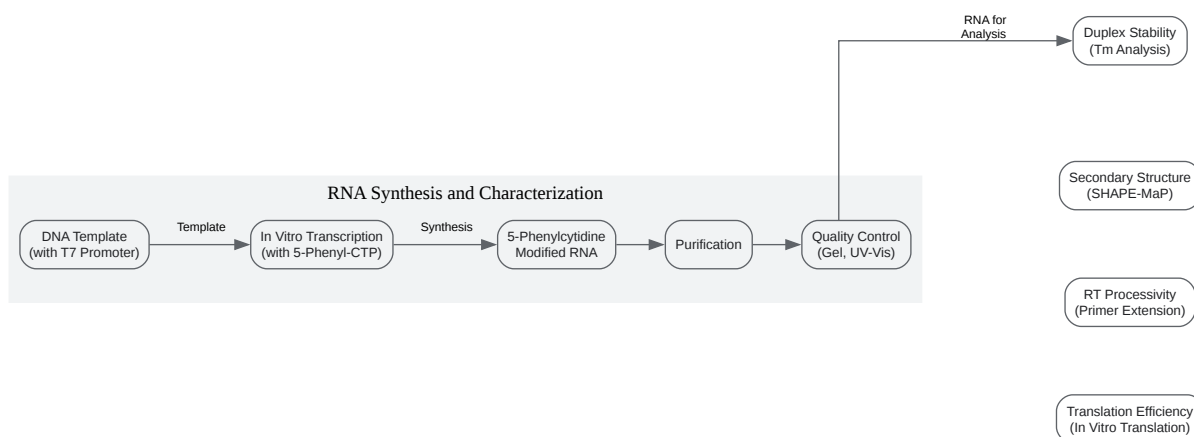 RNA for
Analysis
Duplex Stability
(Tm Analysis)
Secondary Structure
(SHAPE-MaP)
RNA Synthesis and Characterization
DNA Template
(with T7 Promoter)
Template
In Vitro Transcription
(with 5-Phenyl-CTP)
Synthesis
5-Phenylcytidine
Modified RNA
Purification
Quality Control
(Gel, UV-Vis)
RT Processivity
(Primer Extension)
Translation Efficiency
(In Vitro Translation)